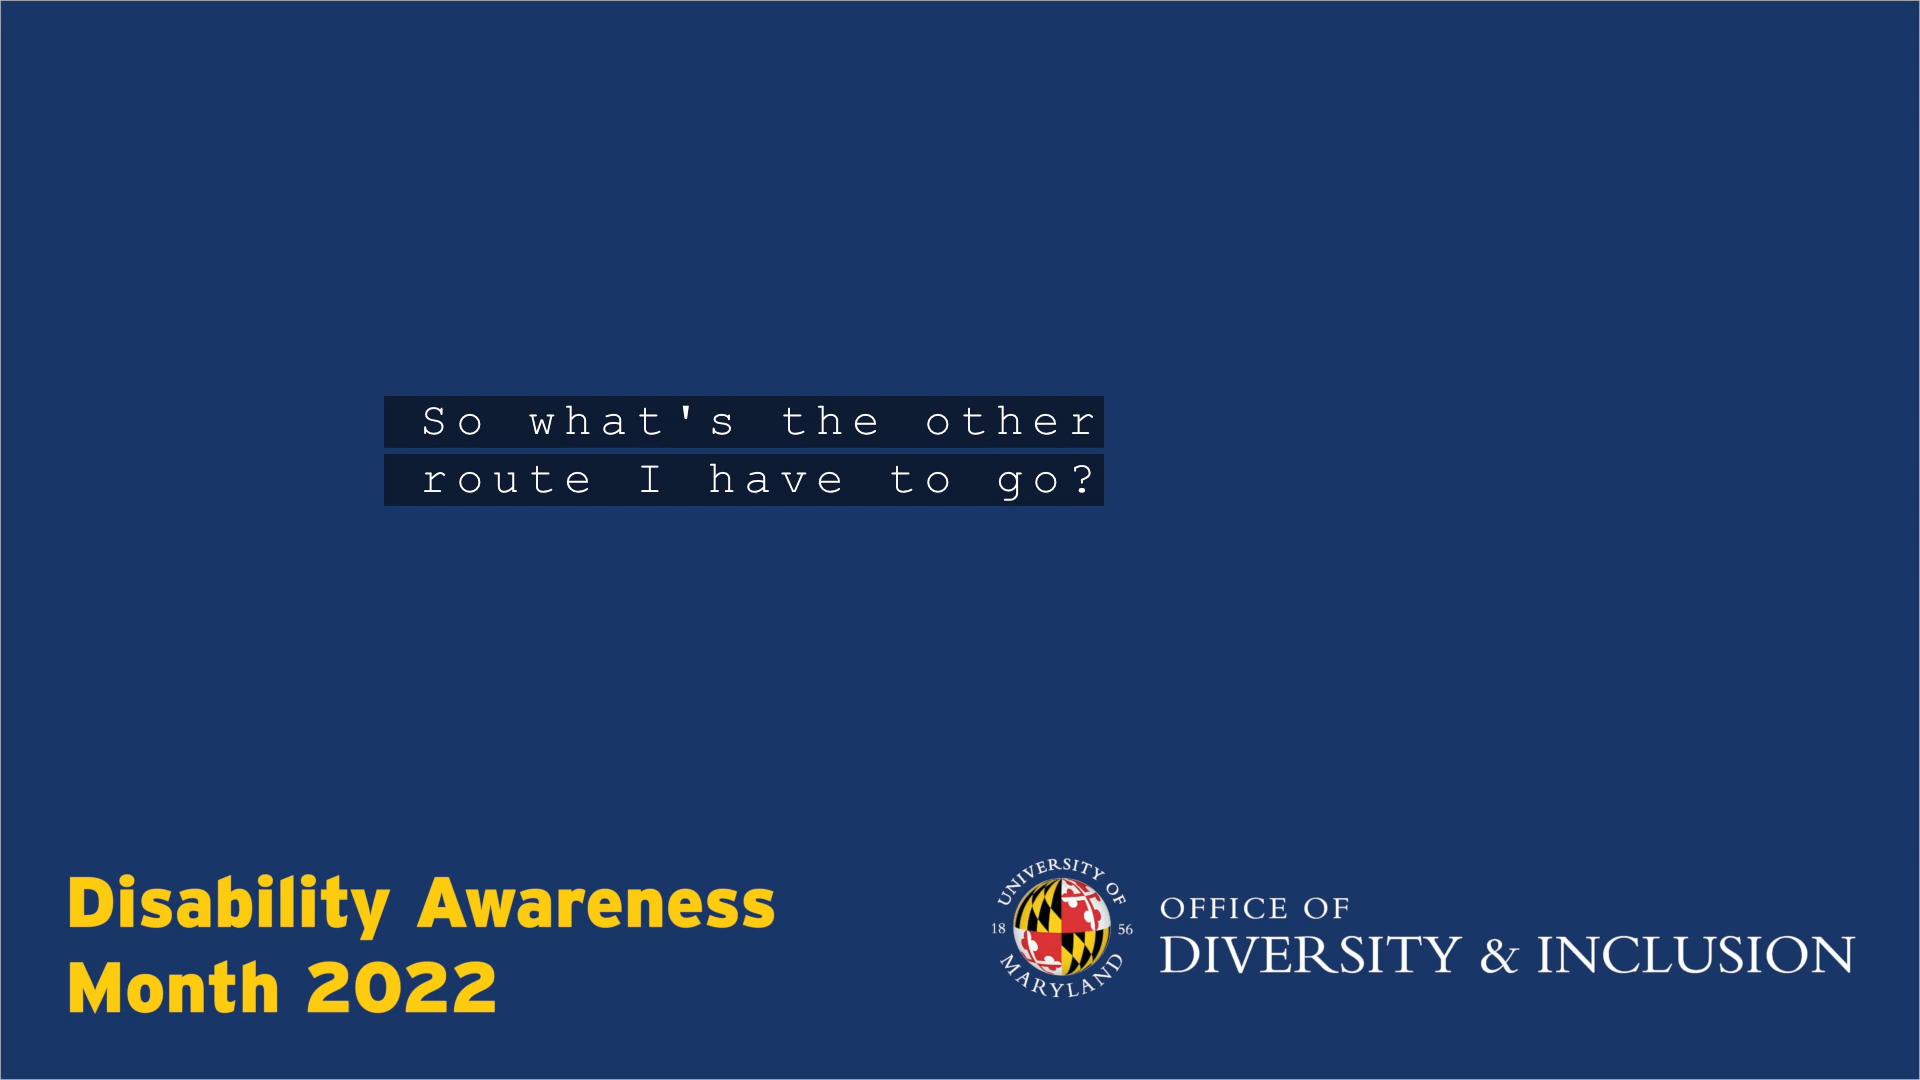 So what's the other
route I have to go?
Disability Awareness
Month 2022
UNIVERSITY OF
18 56
MARYLAND
OFFICE OF
DIVERSITY & INCLUSION